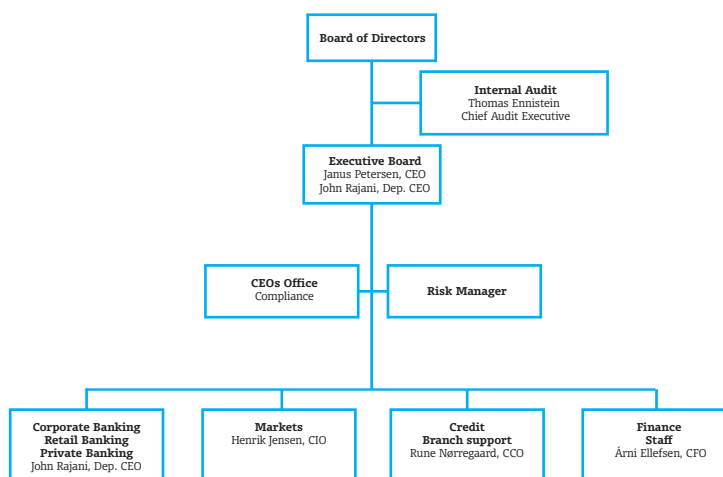 Board of Directors
Internal Audit
Thomas Ennistein
Chief Audit Executive
Executive Board
Janus Petersen, CEO
John Rajani, Dep. CEO
CEOs Office
Compliance
Risk Manager
Corporate Banking
Retail Banking
Private Banking
John Rajani, Dep. CEO
Markets
Henrik Jensen, CIO
Credit
Branch support
Rune Nørregaard, CCO
Finance
Staff
Árni Ellefsen, CFO